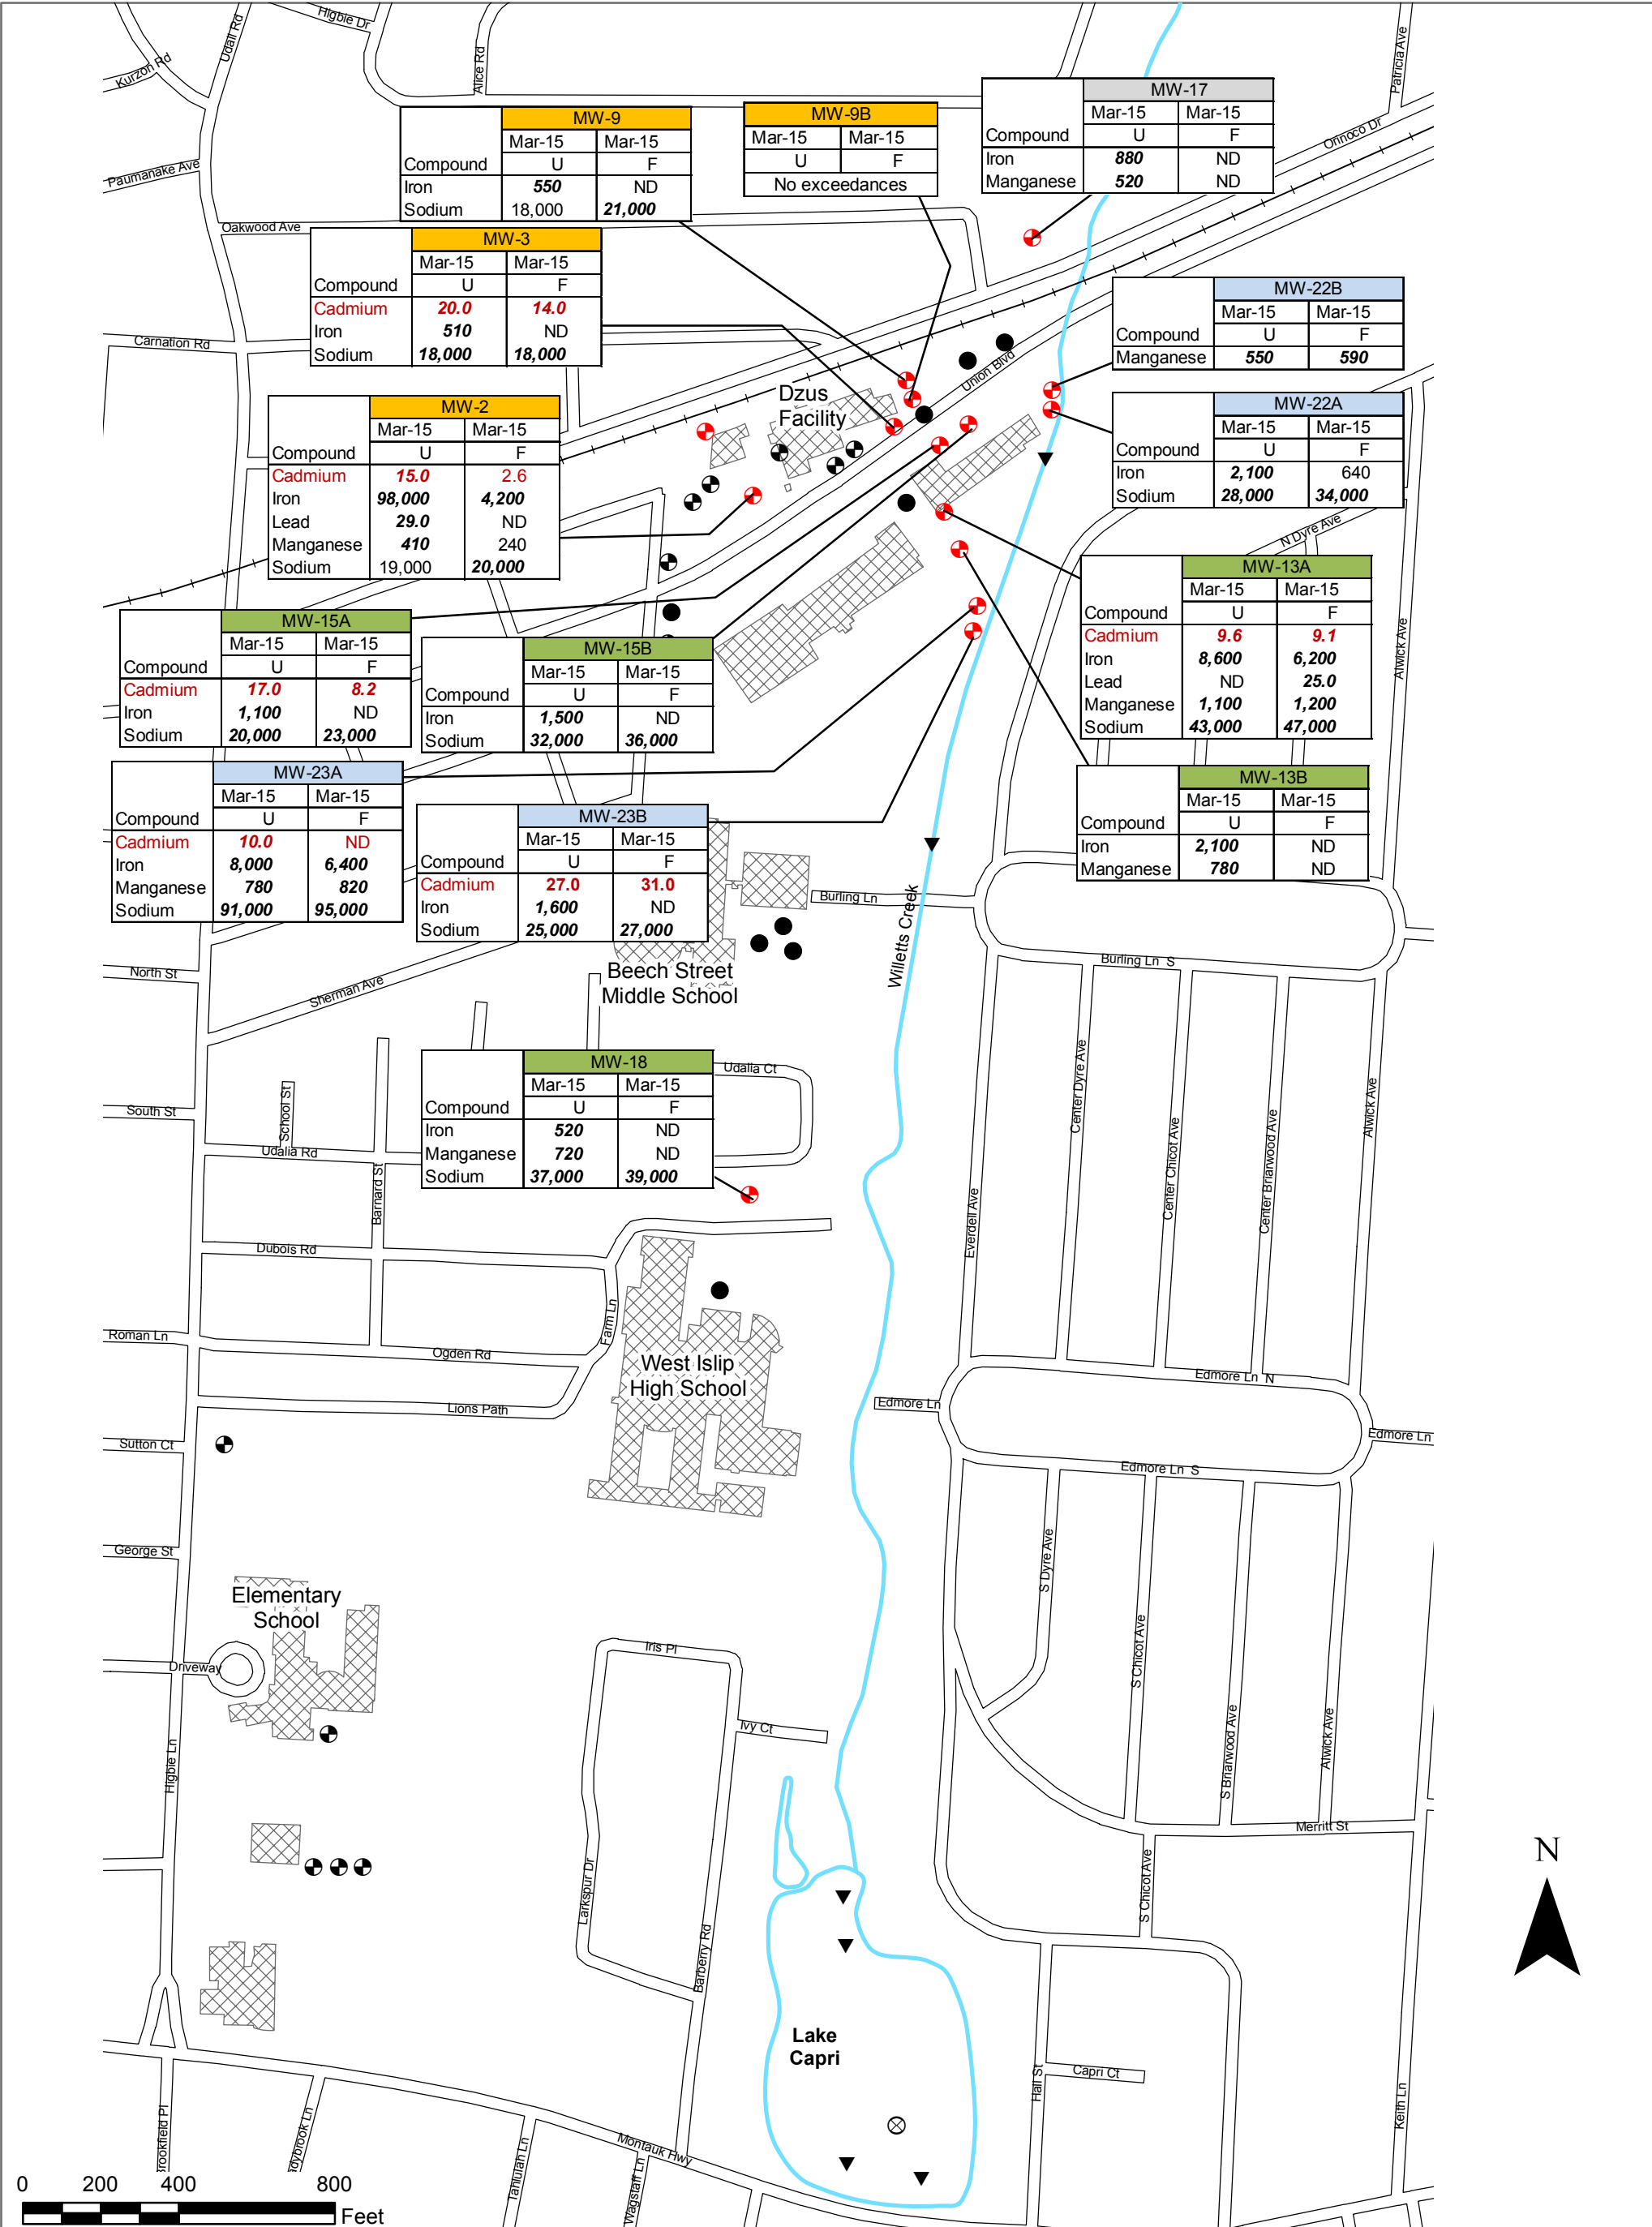 Higbie Dr
Udall Rd
Kurzon Rd
Alice Rd
Patricia Ave
Orinoco Dr
Paumanake Ave
Oakwood Ave
Carnation Rd
MW-9
Mar-15 Mar-15
Compound U F
Iron 550 ND
Sodium 18,000 21,000
MW-9B
Mar-15 Mar-15
U F
No exceedances
MW-17
Mar-15 Mar-15
Compound U F
Iron 880 ND
Manganese 520 ND
MW-3
Mar-15 Mar-15
Compound U F
Cadmium 20.0 14.0
Iron 510 ND
Sodium 18,000 18,000
MW-22B
Mar-15 Mar-15
Compound U F
Manganese 550 590
Union Blvd
Dzus
Facility
MW-2
Mar-15 Mar-15
Compound U F
Cadmium 15.0 2.6
Iron 98,000 4,200
Lead 29.0 ND
Manganese 410 240
Sodium 19,000 20,000
MW-22A
Mar-15 Mar-15
Compound U F
Iron 2,100 640
Sodium 28,000 34,000
N Dyre Ave
MW-13A
Mar-15 Mar-15
Compound U F
Cadmium 9.6 9.1
Iron 8,600 6,200
Lead ND 25.0
Manganese 1,100 1,200
Sodium 43,000 47,000
Alwick Ave
MW-15A
Mar-15 Mar-15
Compound U F
Cadmium 17.0 8.2
Iron 1,100 ND
Sodium 20,000 23,000
MW-15B
Mar-15 Mar-15
Compound U F
Iron 1,500 ND
Sodium 32,000 36,000
MW-23A
Mar-15 Mar-15
Compound U F
Cadmium 10.0 ND
Iron 8,000 6,400
Manganese 780 820
Sodium 91,000 95,000
MW-23B
Mar-15 Mar-15
Compound U F
Cadmium 27.0 31.0
Iron 1,600 ND
Sodium 25,000 27,000
MW-13B
Mar-15 Mar-15
Compound U F
Iron 2,100 ND
Manganese 780 ND
Burling Ln
Willetts Creek
Burling Ln S
North St
Sherman Ave
Beech Street
Middle School
MW-18
Mar-15 Mar-15
Compound U F
Iron 520 ND
Manganese 720 ND
Sodium 37,000 39,000
Udalia Ct
South St
School St
Udalia Rd
Barnard St
Dubois Rd
Center Dyre Ave
Center Chicot Ave
Center Briarwood Ave
Alwick Ave
Everdell Ave
Roman Ln
Ogden Rd
Farm Ln
Lions Path
West Islip
High School
Edmore Ln N
Edmore Ln
Edmore Ln
Edmore Ln S
Sutton Ct
George St
Elementary
School
Driveway
Higbie Ln
Iris Pl
Ivy Ct
Larkspur Dr
Barberry Rd
S Dyre Ave
S Chicot Ave
S Briarwood Ave
Alwick Ave
Merritt St
S Chicot Ave
N
Lake
Capri
Hall St
Capri Ct
Keith Ln
Montauk Hwy
Tahlulah Ln
Wagstaff Ln
rookfield Pl
dybrook Ln
0 200 400 800
Feet